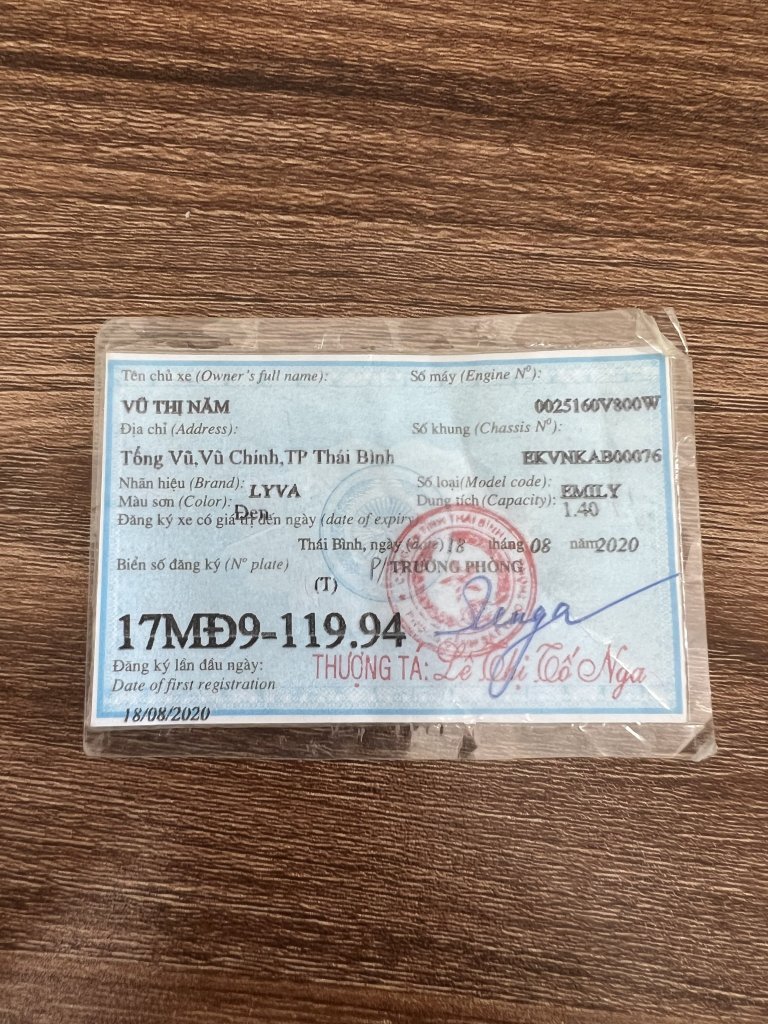 Tên chủ xe (Owner's full name):
VŨ THỊ NĂM
Địa chỉ (Address):
Tống Vũ,Vũ Chính,TP Thái Bình
Nhãn hiệu (Brand): LYVA
Màu sơn (Color): Đen
Số máy (Engine Nº):
0025160V800W
Số khung (Chassis Nº):
EKVNKAB00076
Số loại(Model code): EMILY
Dung tích (Capacity): 1.40
Đăng ký xe có giá trị đến ngày (date of expiry)
Thái Bình, ngày (date) 18 tháng 08 năm 2020
Biển số đăng ký (Nº plate)
P/TRƯỞNG PHÒNG
(T)
17MĐ9-119.94
Đăng ký lần đầu ngày:
Date of first registration
18/08/2020
THƯỢNG TÁ: Lê Thị Tố Nga